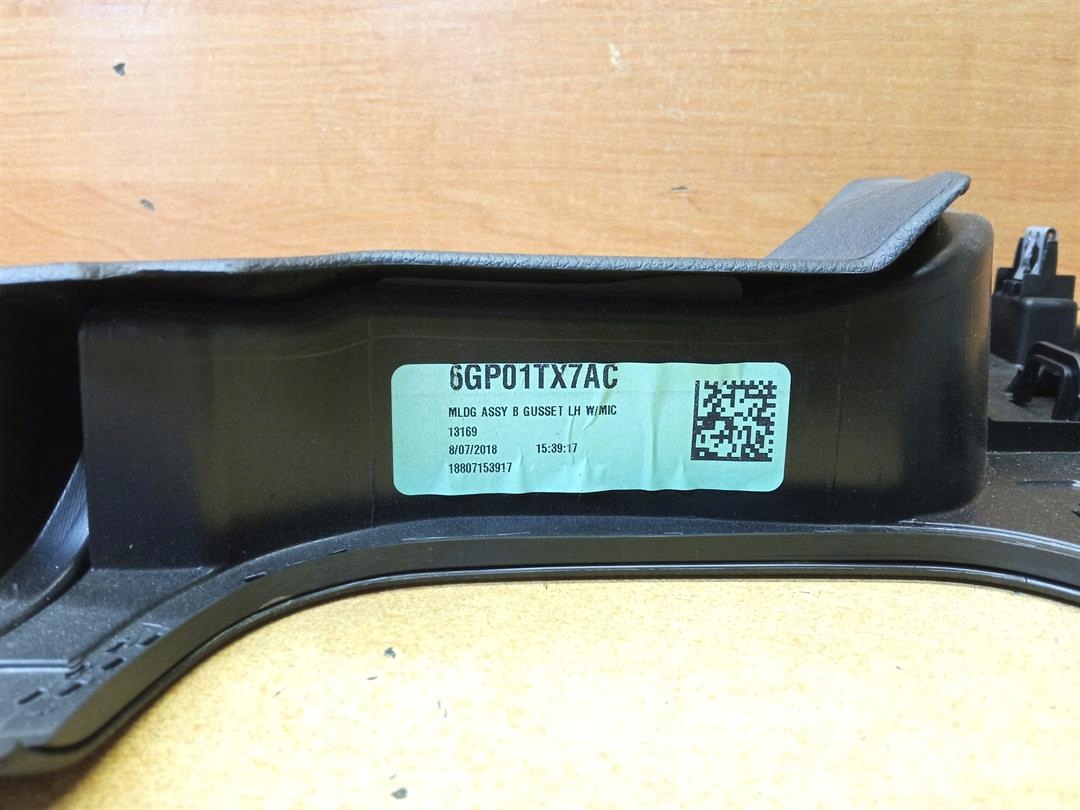 6GP01TX7AC
MLDG ASSY B GUSSET LH W/MIC
13169
8/07/2018 15:39:17
18807153917